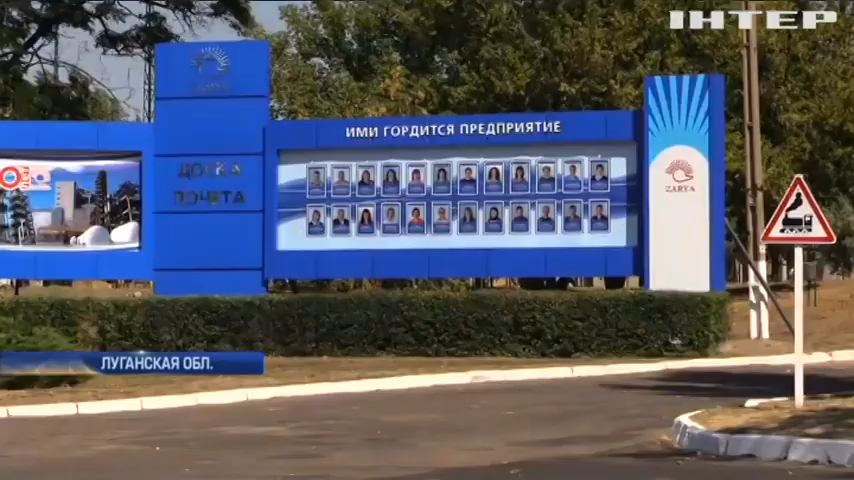 ІНТЕР
ИМИ ГОРДИТСЯ ПРЕДПРИЯТИЕ
ДОСКА
ПОЧЕТА
ZARYA
ЛУГАНСКАЯ ОБЛ.